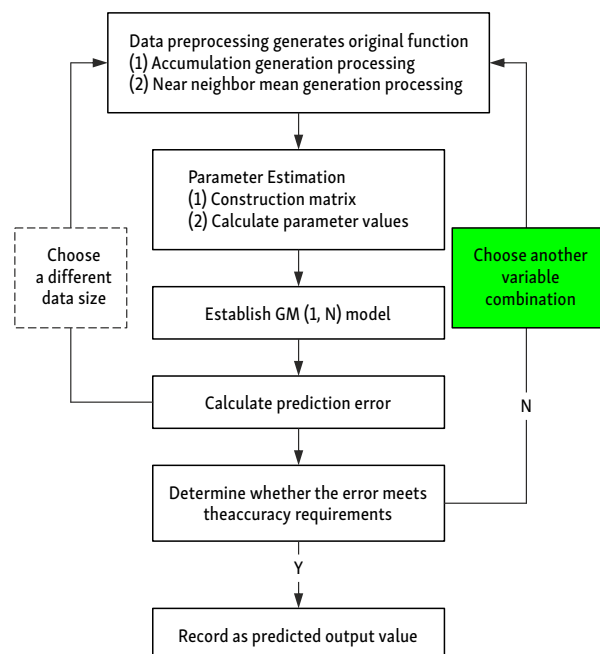 Data preprocessing generates original function
(1) Accumulation generation processing
(2) Near neighbor mean generation processing
Parameter Estimation
(1) Construction matrix
(2) Calculate parameter values
Choose
a different
data size
Choose another
variable
combination
Establish GM (1, N) model
Calculate prediction error
N
Determine whether the error meets
theaccuracy requirements
Y
Record as predicted output value